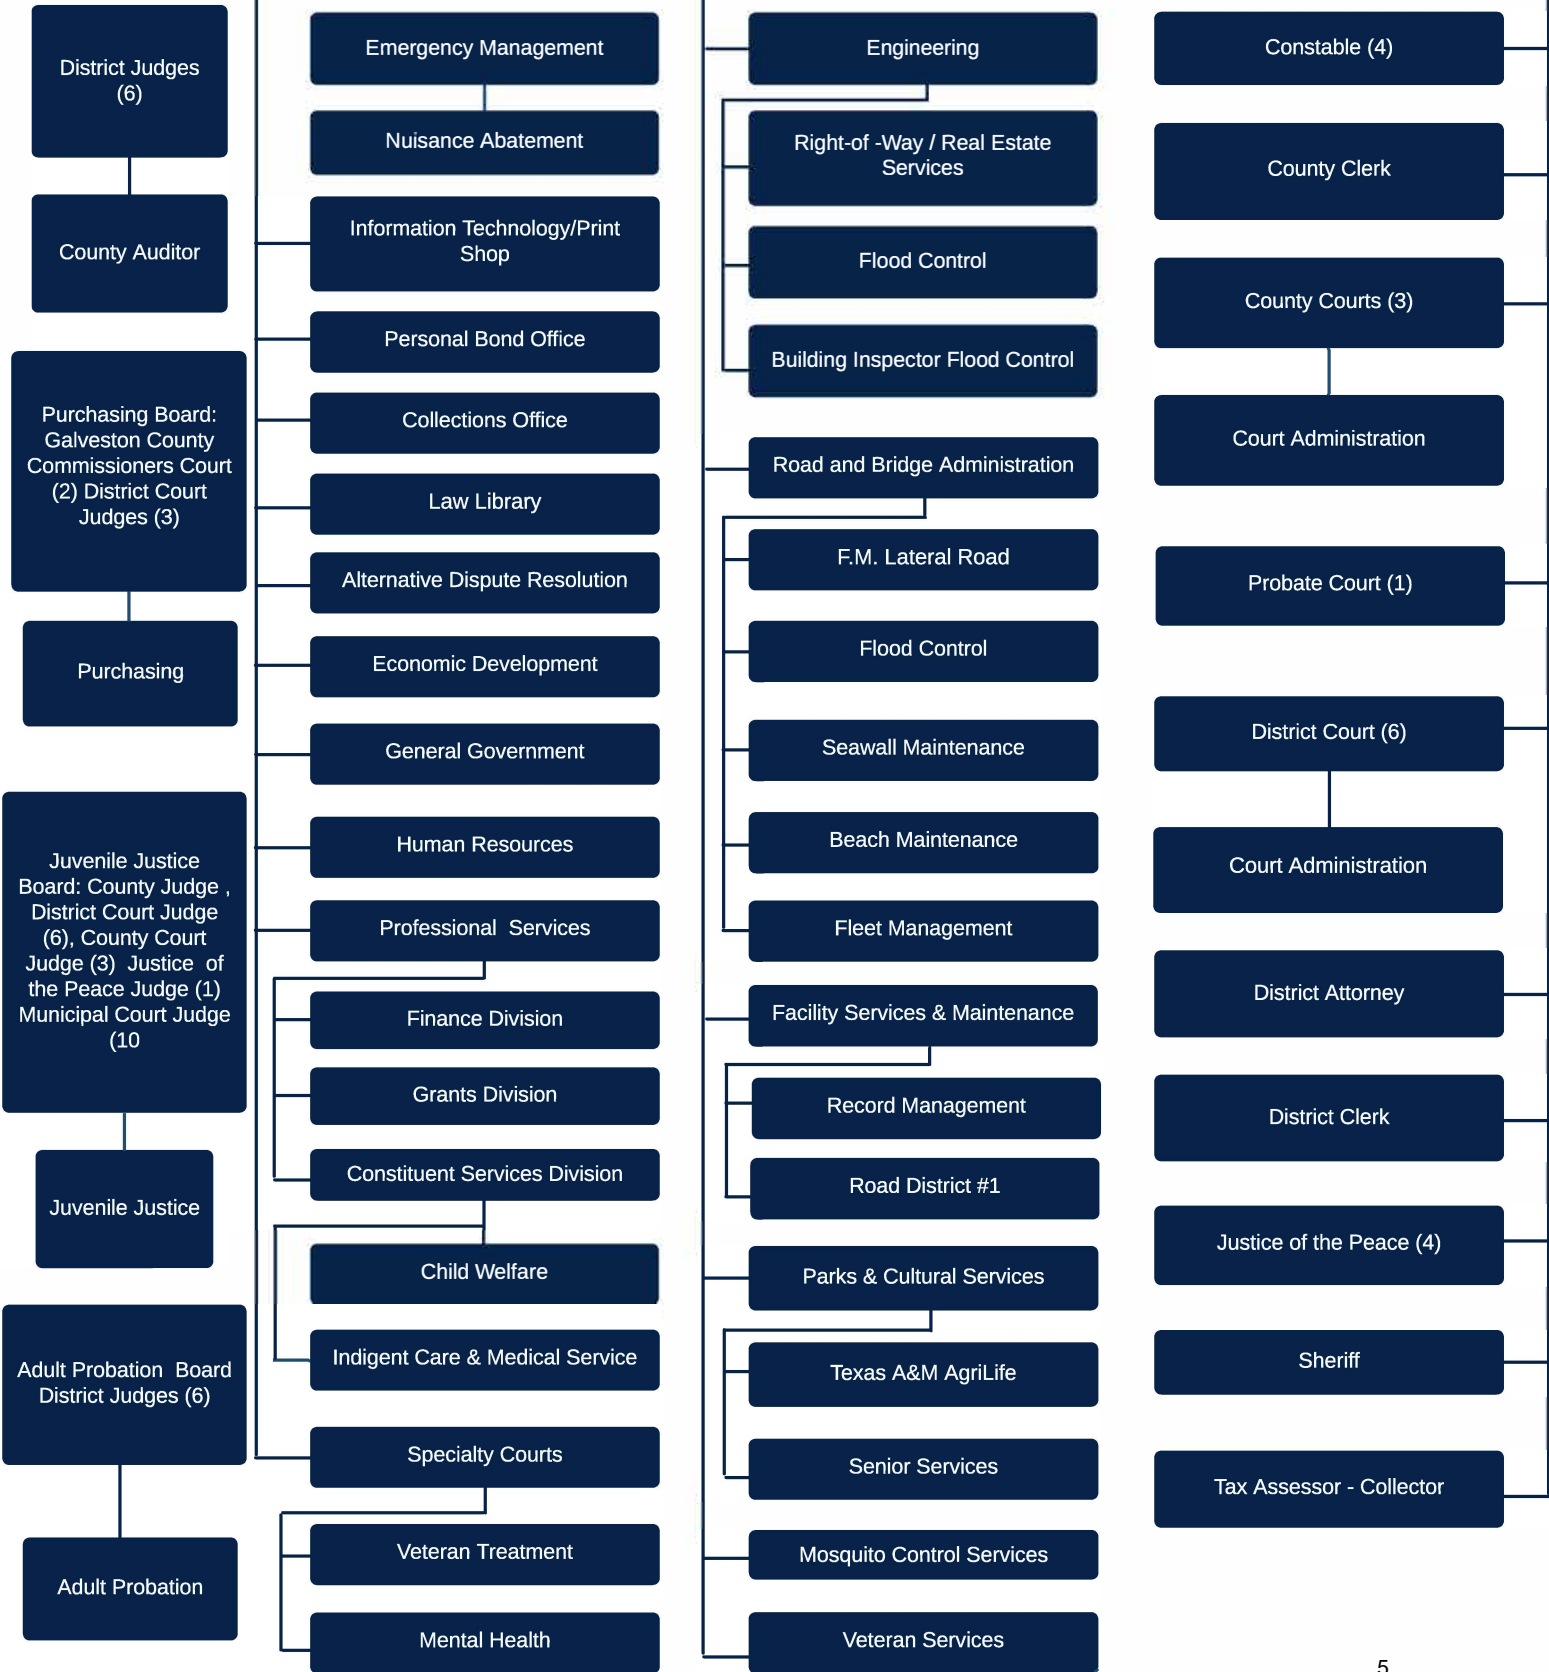 District Judges
(6)
County Auditor
Purchasing Board:
Galveston County
Commissioners Court
(2) District Court
Judges (3)
Purchasing
Juvenile Justice
Board: County Judge ,
District Court Judge
(6), County Court
Judge (3) Justice of
the Peace Judge (1)
Municipal Court Judge
(10
Juvenile Justice
Adult Probation Board
District Judges (6)
Adult Probation
Emergency Management
Nuisance Abatement
Information Technology/Print
Shop
Personal Bond Office
Collections Office
Law Library
Alternative Dispute Resolution
Economic Development
General Government
Human Resources
Professional Services
Finance Division
Grants Division
Constituent Services Division
Child Welfare
Indigent Care & Medical Service
Specialty Courts
Veteran Treatment
Mental Health
Engineering
Right-of -Way / Real Estate
Services
Flood Control
Building Inspector Flood Control
Road and Bridge Administration
F.M. Lateral Road
Flood Control
Seawall Maintenance
Beach Maintenance
Fleet Management
Facility Services & Maintenance
Record Management
Road District #1
Parks & Cultural Services
Texas A&M AgriLife
Senior Services
Mosquito Control Services
Veteran Services
Constable (4)
County Clerk
County Courts (3)
Court Administration
Probate Court (1)
District Court (6)
Court Administration
District Attorney
District Clerk
Justice of the Peace (4)
Sheriff
Tax Assessor - Collector
5